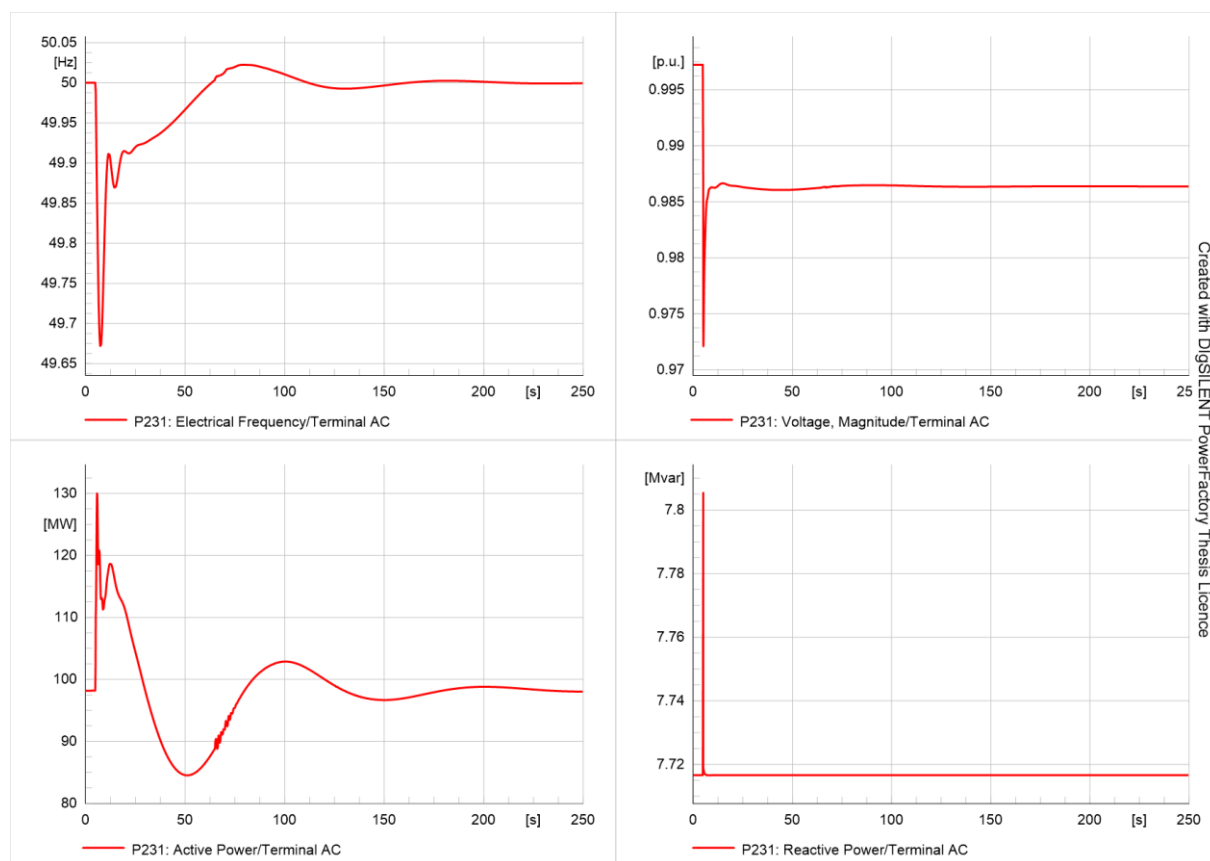 50.05
[Hz]
50
49.95
49.9
49.85
49.8
49.75
49.7
49.65
0 50 100 150 200 [s] 250
P231: Electrical Frequency/Terminal AC
[p.u.]
0.995
0.99
0.985
0.98
0.975
0.97
0 50 100 150 200 [s] 250
P231: Voltage, Magnitude/Terminal AC
130
[MW]
120
110
100
90
80
0 50 100 150 200 [s] 250
P231: Active Power/Terminal AC
[Mvar]
7.8
7.78
7.76
7.74
7.72
0 50 100 150 200 [s] 250
P231: Reactive Power/Terminal AC
Created with DIgSILENT PowerFactory Thesis Licence